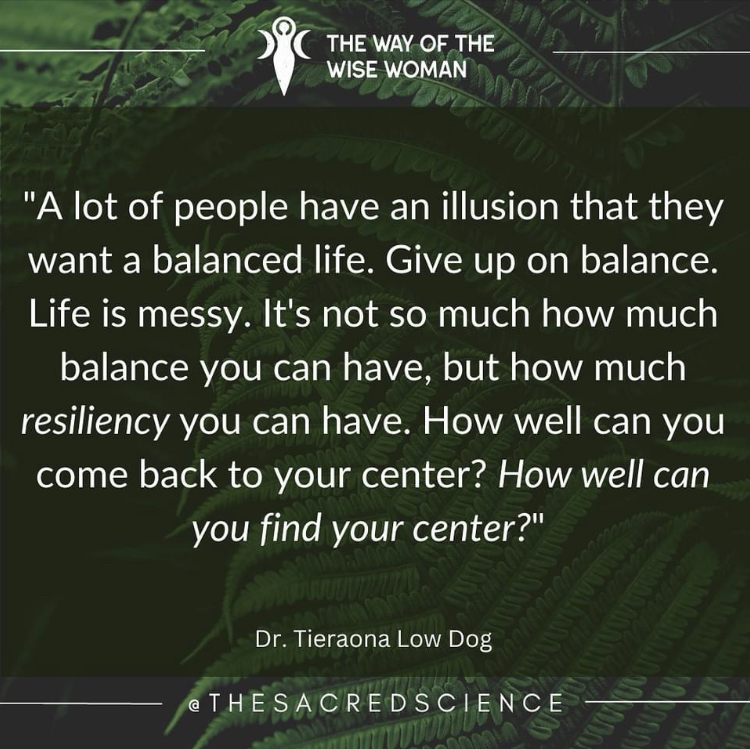 THE WAY OF THE
WISE WOMAN
"A lot of people have an illusion that they
want a balanced life. Give up on balance.
Life is messy. It's not so much how much
balance you can have, but how much
resiliency you can have. How well can you
come back to your center? How well can
you find your center?"
Dr. Tieraona Low Dog
@THESACREDSCIENCE